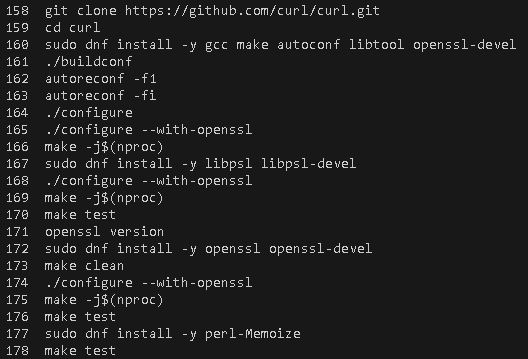 158 git clone https://github.com/curl/curl.git
159 cd curl
160 sudo dnf install -y gcc make autoconf libtool openssl-devel
161 ./buildconf
162 autoreconf -f1
163 autoreconf -fi
164 ./configure
165 ./configure --with-openssl
166 make -j$(nproc)
167 sudo dnf install -y libpsl libpsl-devel
168 ./configure --with-openssl
169 make -j$(nproc)
170 make test
171 openssl version
172 sudo dnf install -y openssl openssl-devel
173 make clean
174 ./configure --with-openssl
175 make -j$(nproc)
176 make test
177 sudo dnf install -y perl-Memoize
178 make test